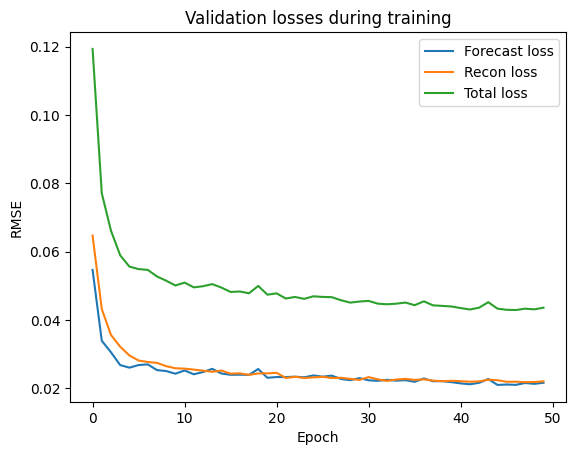 Validation losses during training
Forecast loss
Recon loss
Total loss
RMSE
0.12
0.10
0.08
0.06
0.04
0.02
0 10 20 30 40 50
Epoch